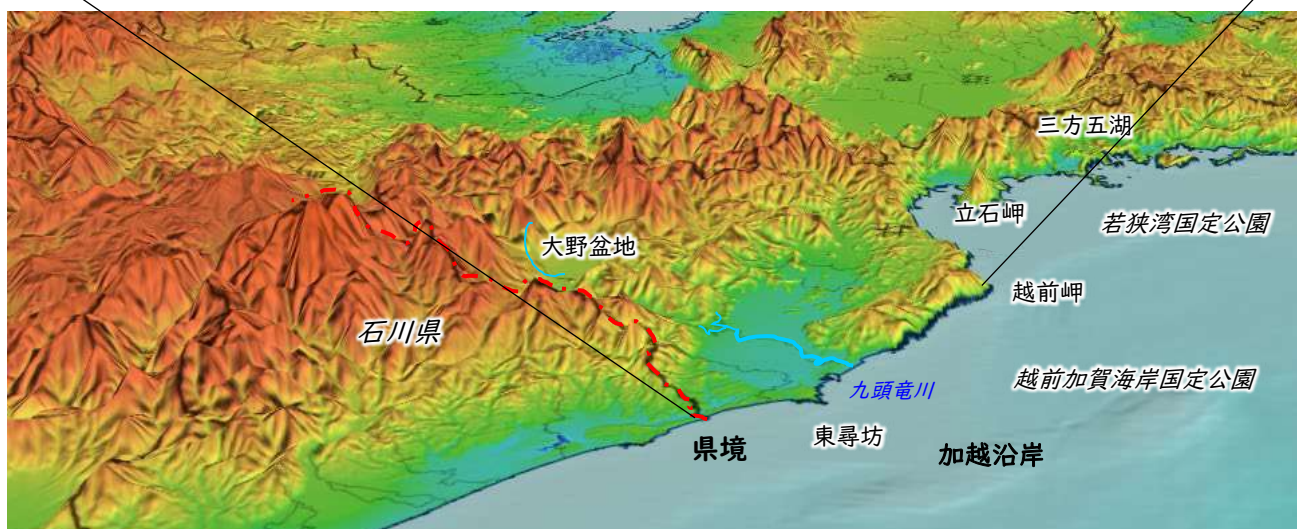 三方五湖
立石岬
若狭湾国定公園
大野盆地
越前岬
石川県
越前加賀海岸国定公園
九頭竜川
東尋坊
県境
加越沿岸